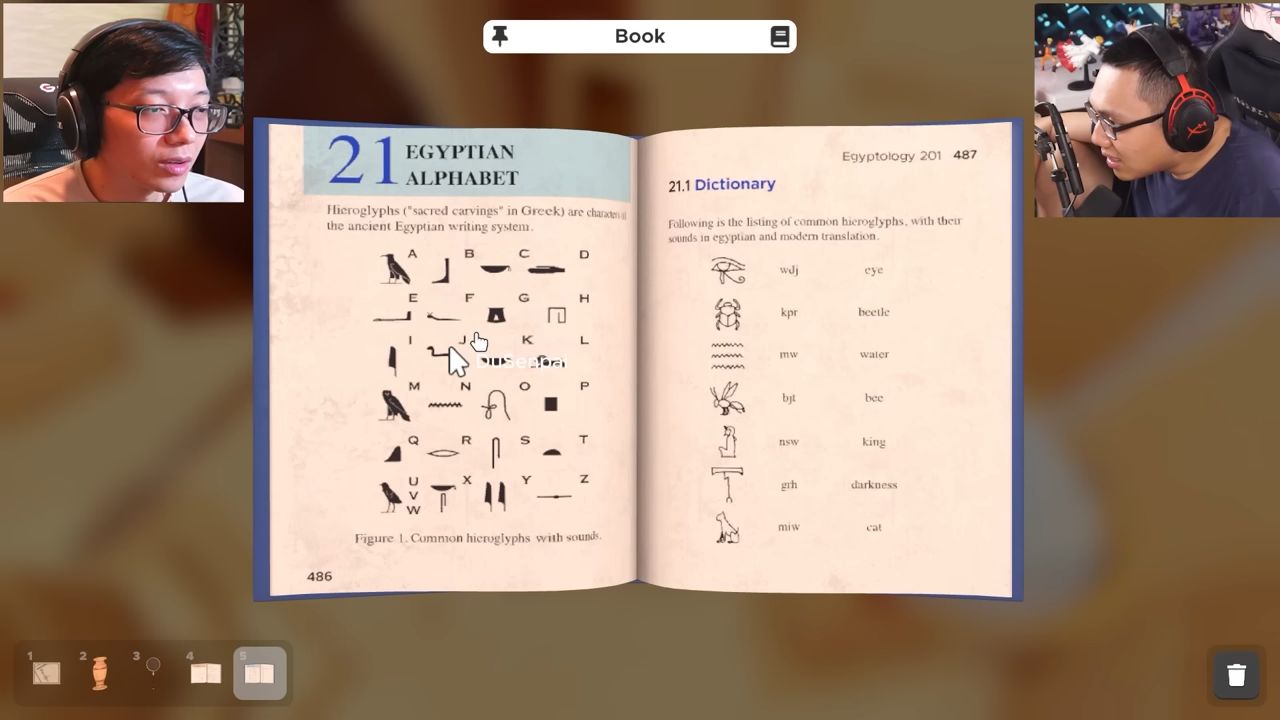 Book
21 EGYPTIAN
ALPHABET
Hieroglyphs ("sacred carvings" in Greek) are characters of
the ancient Egyptian writing system.
A B C D
E F G H
I J K L
DuSenpai
M N O P
Q R S T
U
V
W
X Y Z
Figure 1. Common hieroglyphs with sounds.
486
Egyptology 201 487
21.1 Dictionary
Following is the listing of common hieroglyphs, with their
sounds in egyptian and modern translation.
wdj eye
kpr beetle
mw water
bjt bee
nsw king
grh darkness
miw cat
1 2 3 4 5